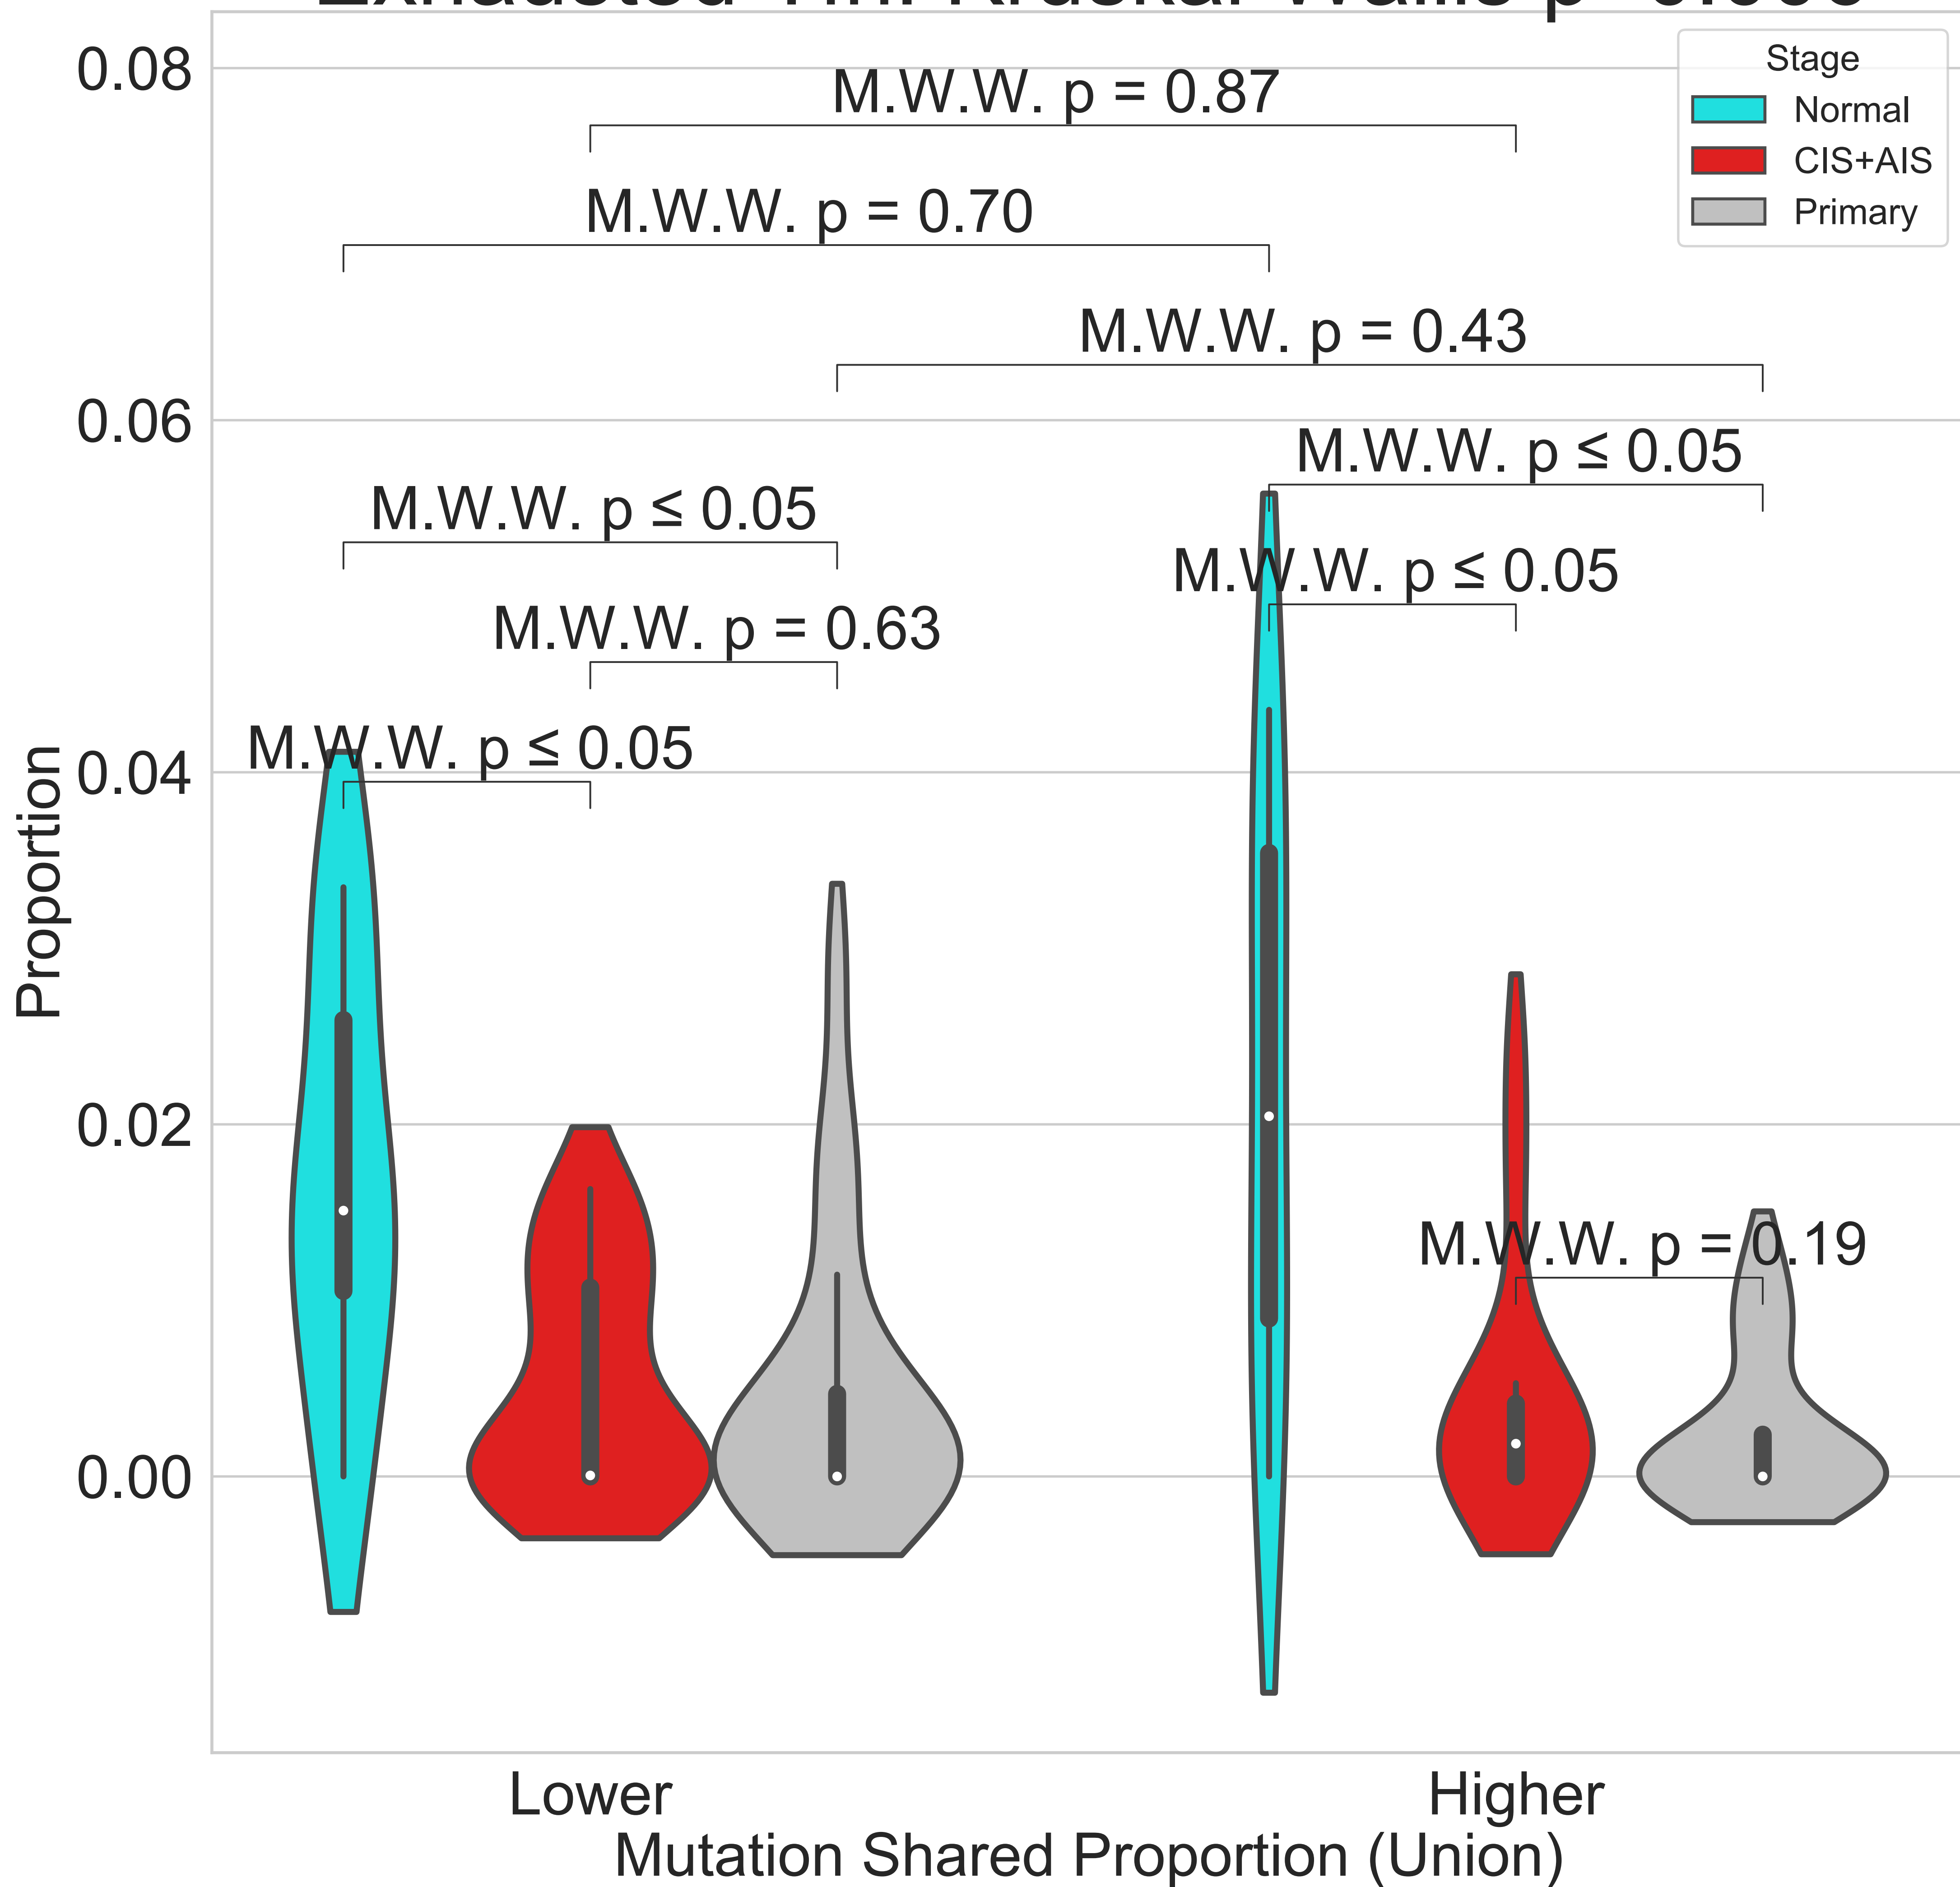 0.08
0.06
0.04
0.02
0.00
Proportion
Stage
Normal
CIS+AIS
Primary
M.W.W. p = 0.87
M.W.W. p = 0.70
M.W.W. p = 0.43
M.W.W. p ≤ 0.05
M.W.W. p ≤ 0.05
M.W.W. p ≤ 0.05
M.W.W. p = 0.63
M.W.W. p ≤ 0.05
M.W.W. p = 0.19
Lower
Higher
Mutation Shared Proportion (Union)